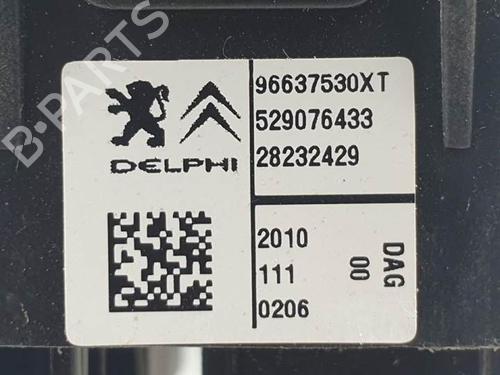 96637530XT
529076433
28232429
DELPHI
2010
111
0206
DAG
00
B-PARTS